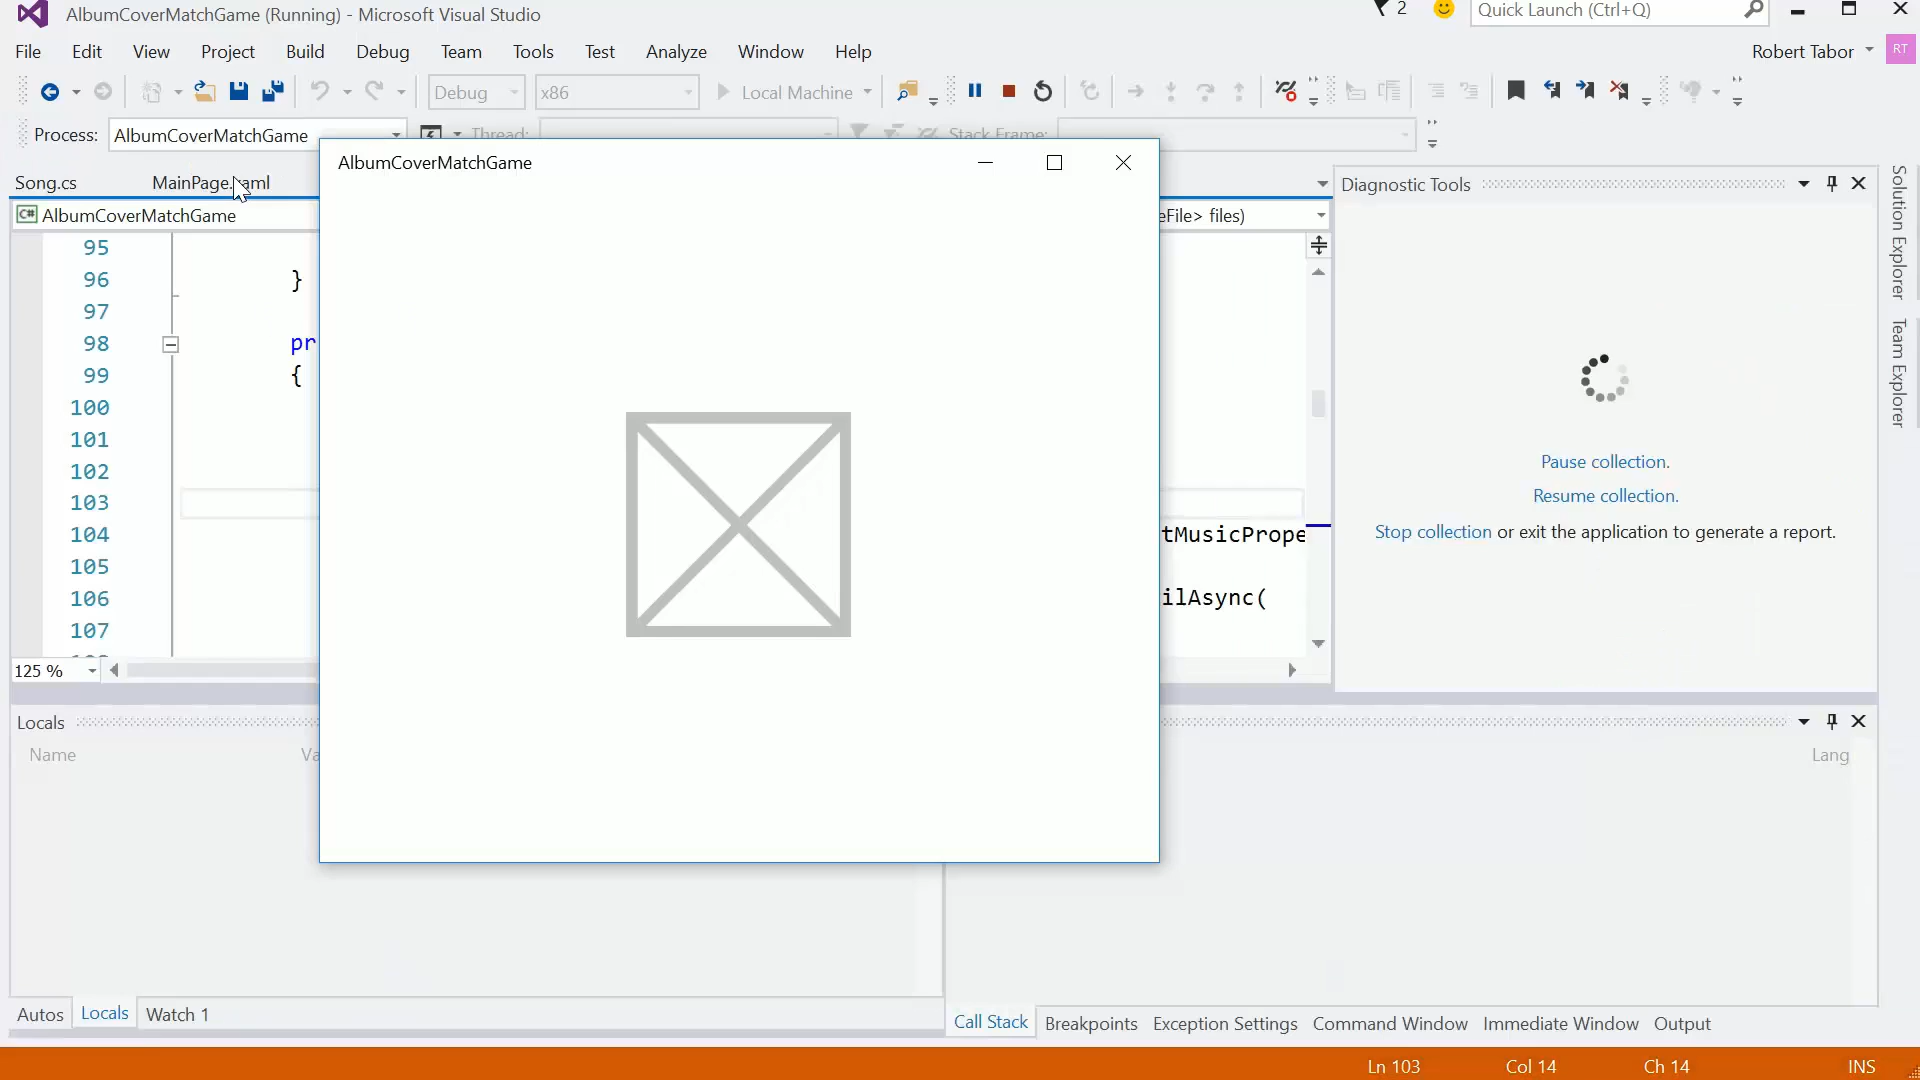 AlbumCoverMatchGame (Running) - Microsoft Visual Studio
2
Quick Launch (Ctrl+Q)
File Edit View Project Build Debug Team Tools Test Analyze Window Help
Robert Tabor RT
Debug x86 Local Machine
Process: AlbumCoverMatchGame Thread: Stack Frame:
AlbumCoverMatchGame
Song.cs MainPage.xaml
Diagnostic Tools
AlbumCoverMatchGame
eFile> files)
95
96 }
97
98 pr
99 {
100
101
102
103
104 tMusicPrope
105
106 ilAsync(
107
Pause collection.
Resume collection.
Stop collection or exit the application to generate a report.
Solution Explorer
Team Explorer
125 %
Locals
Name Va
Lang
Autos Locals Watch 1
Call Stack Breakpoints Exception Settings Command Window Immediate Window Output
Ln 103 Col 14 Ch 14 INS